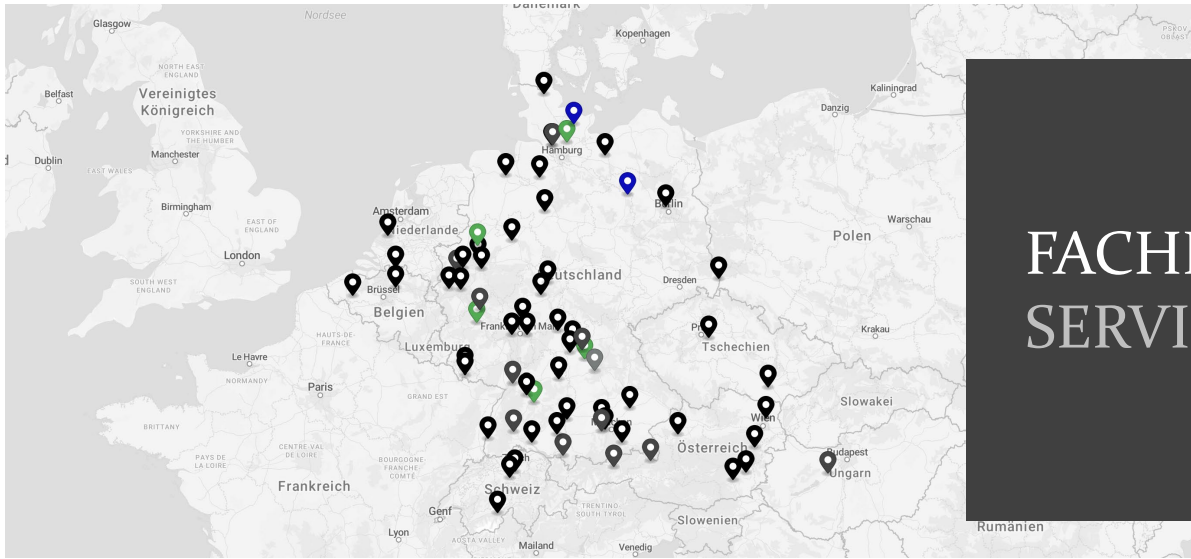 Dänemark
Nordsee
Glasgow
Kopenhagen
NORTH EAST
ENGLAND
Belfast
Vereinigtes
Königreich
Kaliningrad
Danzig
YORKSHIRE AND
THE HUMBER
Hamburg
Manchester
Dublin
EAST WALES
Birmingham
Amsterdam
Berlin
Warschau
EAST OF
ENGLAND
Niederlande
Polen
London
FACH
SOUTH WEST
ENGLAND
Deutschland
Dresden
Brüssel
Belgien
SERVI
Krakau
HAUTS-DE-
FRANCE
Luxemburg
Tschechien
Le Havre
NORMANDY
Paris
GRAND EST
Slowakei
Wien
BRITTANY
München
PAYS DE
LA LOIRE
CENTRE-VAL
DE LOIRE
BOURGOGNE-
FRANCHE-
COMTÉ
Österreich
Budapest
Ungarn
Frankreich
Schweiz
Genf
TRENTINO-
SOUTH TYROL
Slowenien
Rumänien
Lyon
AOSTA VALLEY
Mailand
Venedig